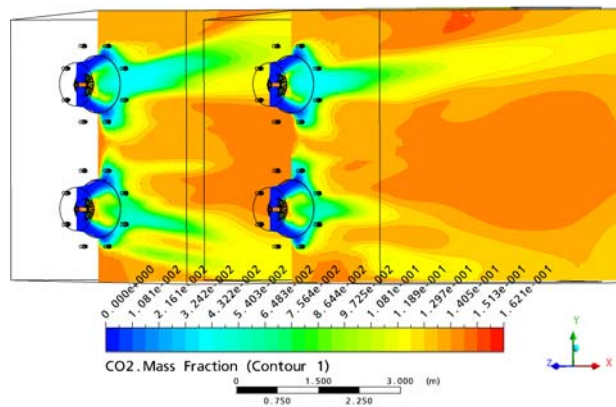 0.000e+000 1.081e-002 2.161e-002 3.242e-002 4.322e-002 5.403e-002 6.483e-002 7.564e-002 8.644e-002 9.725e-002 1.081e-001 1.189e-001 1.297e-001 1.405e-001 1.513e-001 1.621e-001
CO2.Mass Fraction (Contour 1)
0 1.500 3.000 (m)
0.750 2.250
Y
Z X